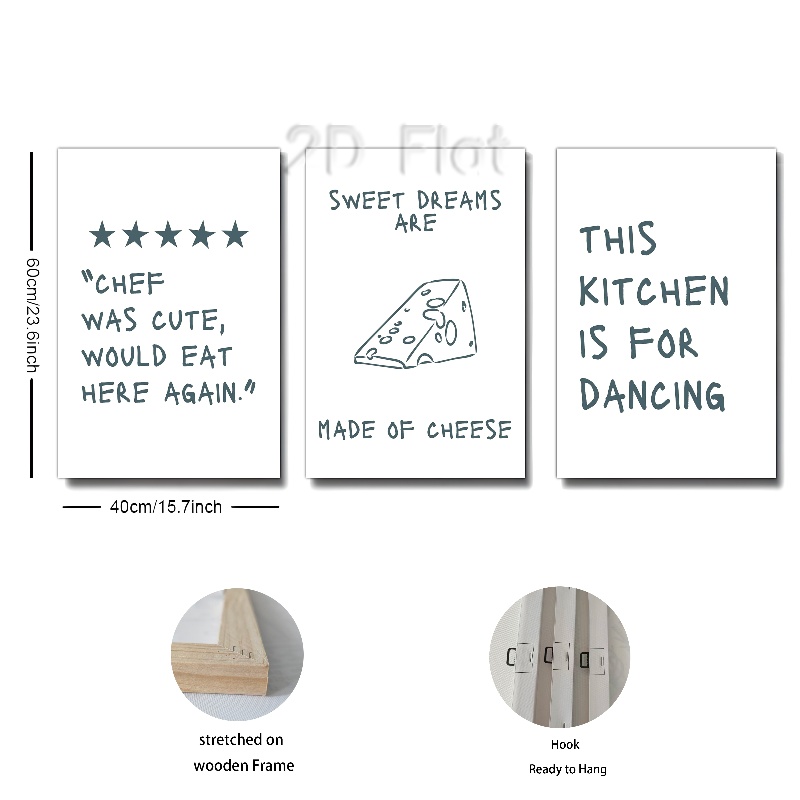 2D Flat
★★★★★
"CHEF
WAS CUTE,
WOULD EAT
HERE AGAIN."
SWEET DREAMS
ARE
MADE OF CHEESE
THIS
KITCHEN
IS FOR
DANCING
60cm/23.6inch
40cm/15.7inch
stretched on
wooden Frame
Hook
Ready to Hang